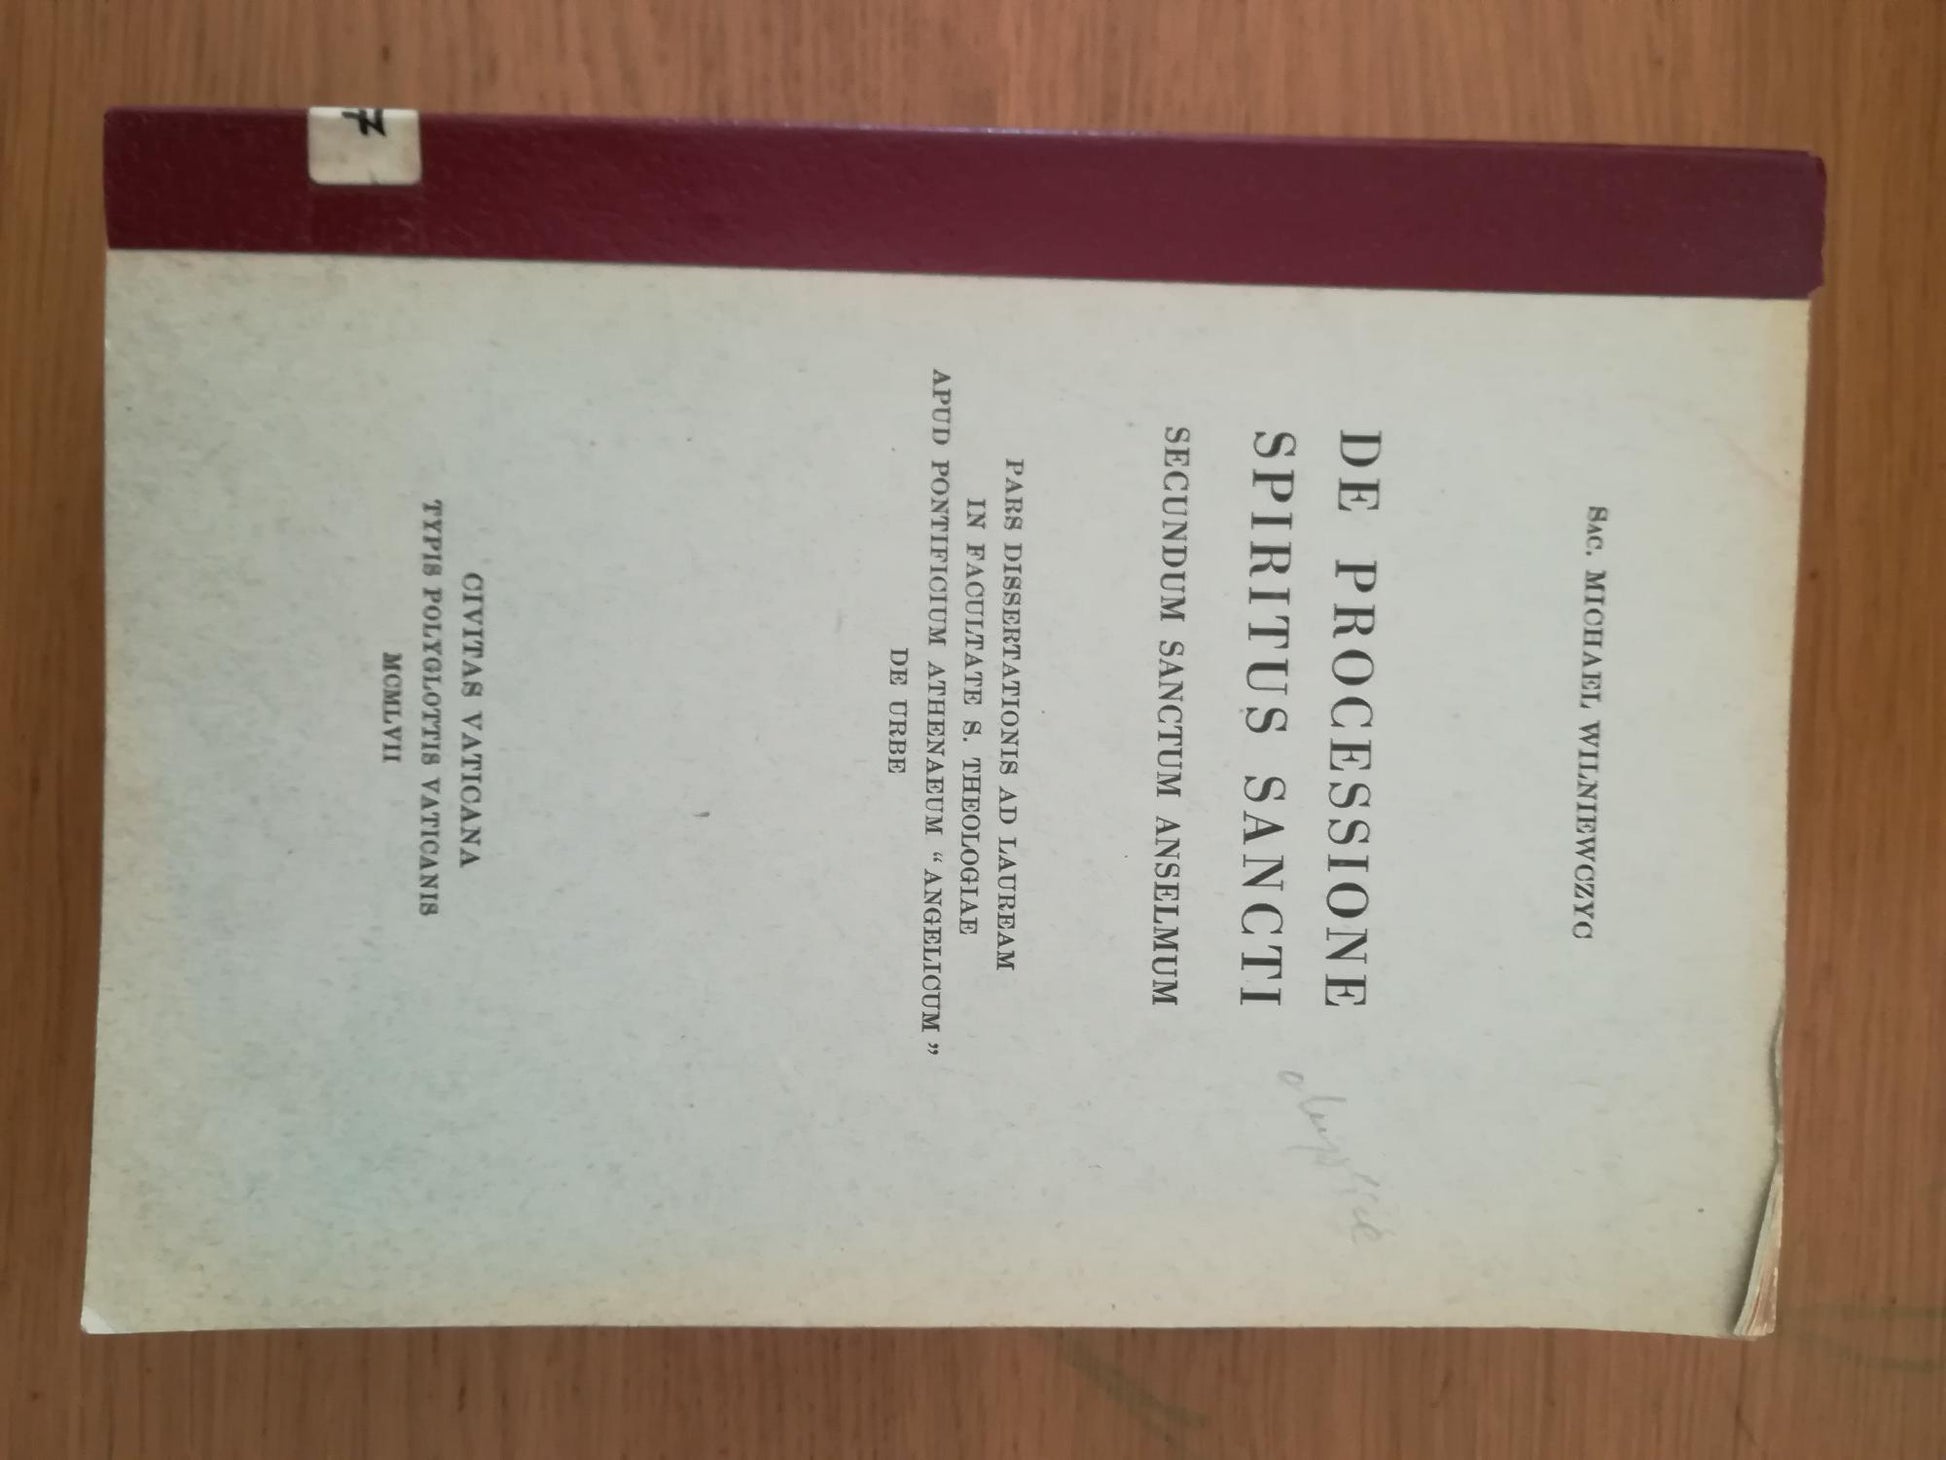 Sac. MICHAEL WILNIEWCZYC
DE PROCESSIONE
SPIRITUS SANCTI
SECUNDUM SANCTUM ANSELMUM
PARS DISSERTATIONIS AD LAUREAM
IN FACULTATE S. THEOLOGIAE
APUD PONTIFICIUM ATHENAEUM “ ANGELICUM ”
DE URBE
CIVITAS VATICANA
TYPIS POLYGLOTTIS VATICANIS
MCMLVII
7